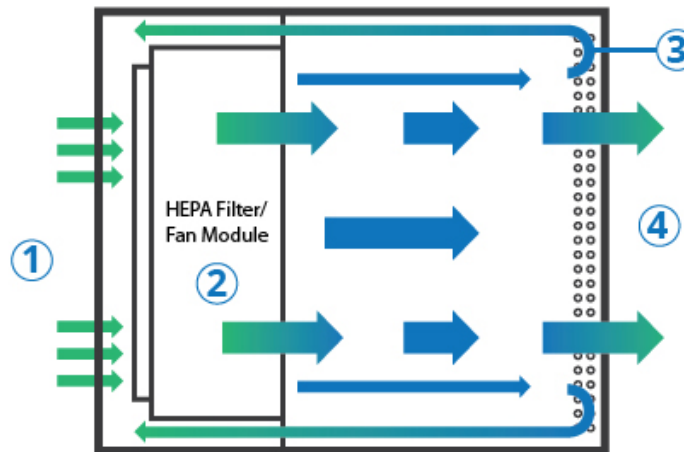 ③
HEPA Filter/
Fan Module
①
②
④